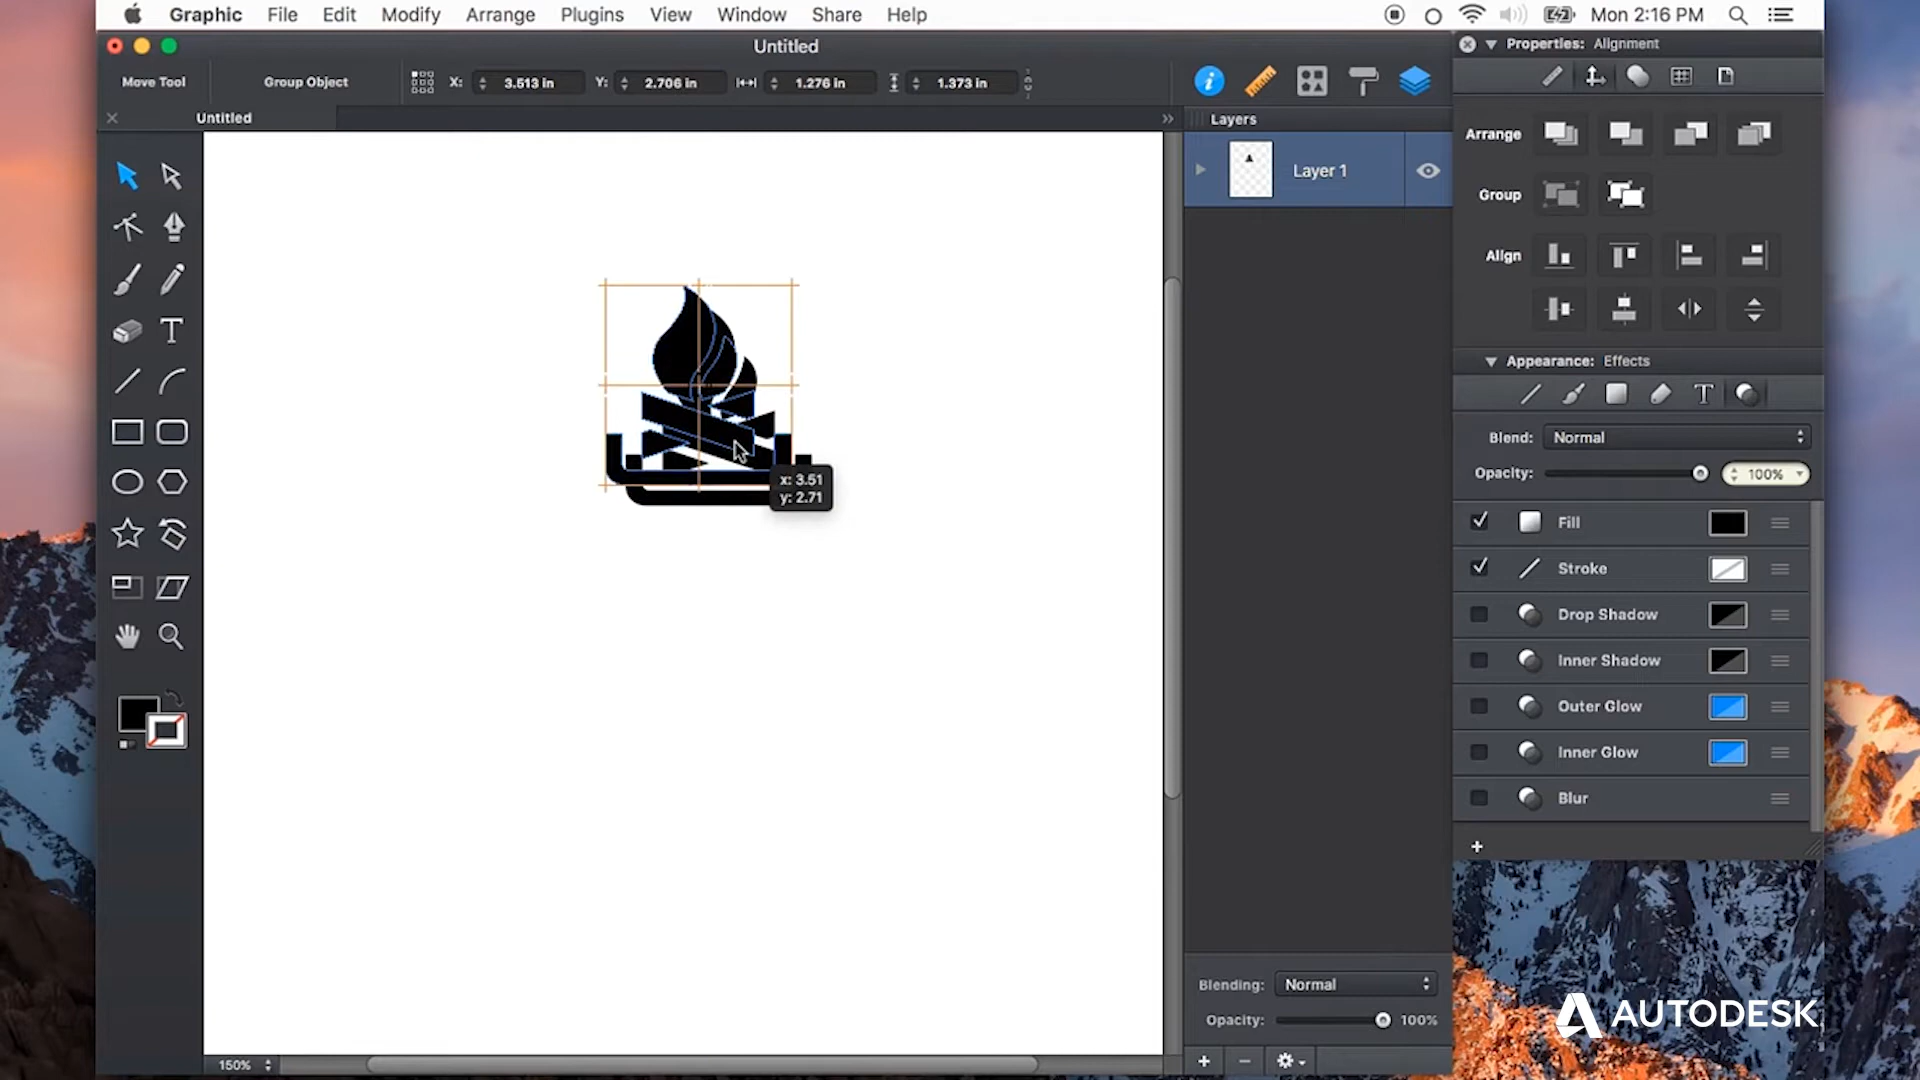 Graphic File Edit Modify Arrange Plugins View Window Share Help Mon 2:16 PM
Untitled
Properties: Alignment
Move Tool Group Object X: 3.513 in Y: 2.706 in 1.276 in 1.373 in
Untitled
Layers
Layer 1
Arrange
Group
Align
Appearance: Effects
Blend: Normal
Opacity: 100%
x: 3.51
y: 2.71
Fill
Stroke
Drop Shadow
Inner Shadow
Outer Glow
Inner Glow
Blur
Blending: Normal
Opacity: 100%
150%
AUTODESK